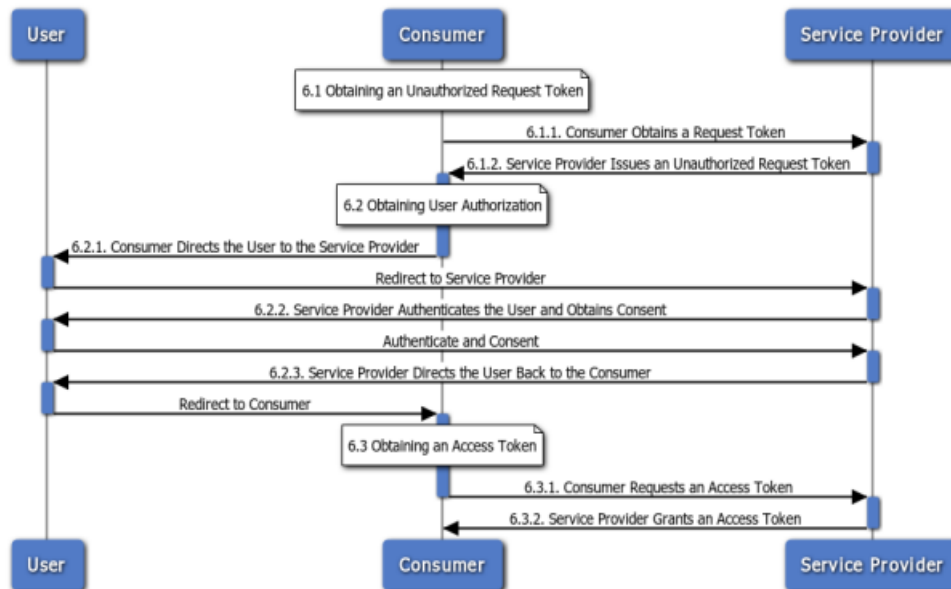 User
Consumer
Service Provider
6.1 Obtaining an Unauthorized Request Token
6.1.1. Consumer Obtains a Request Token
6.1.2. Service Provider Issues an Unauthorized Request Token
6.2 Obtaining User Authorization
6.2.1. Consumer Directs the User to the Service Provider
Redirect to Service Provider
6.2.2. Service Provider Authenticates the User and Obtains Consent
Authenticate and Consent
6.2.3. Service Provider Directs the User Back to the Consumer
Redirect to Consumer
6.3 Obtaining an Access Token
6.3.1. Consumer Requests an Access Token
6.3.2. Service Provider Grants an Access Token
User
Consumer
Service Provider